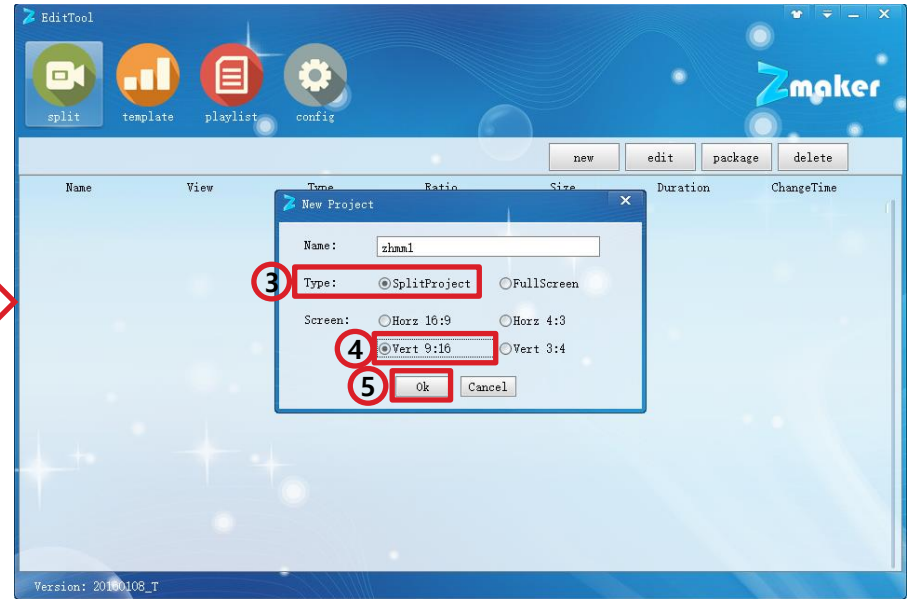 EditTool
Zmaker
split template playlist config
new edit package delete
Name View Type Ratio Size Duration ChangeTime
New Project
Name: zhmm1
③ Type: SplitProject FullScreen
Screen: Horz 16:9 Horz 4:3
④ Vert 9:16 Vert 3:4
⑤ Ok Cancel
Version: 20160108_T